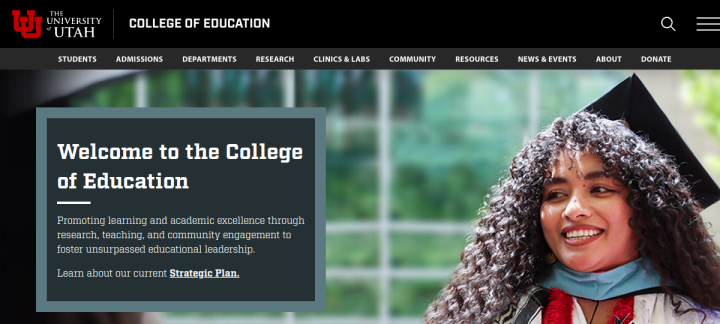 THE
UNIVERSITY
of UTAH
COLLEGE OF EDUCATION
STUDENTS ADMISSIONS DEPARTMENTS RESEARCH CLINICS & LABS COMMUNITY RESOURCES NEWS & EVENTS ABOUT DONATE
Welcome to the College
of Education
Promoting learning and academic excellence through
research, teaching, and community engagement to
foster unsurpassed educational leadership.
Learn about our current Strategic Plan.